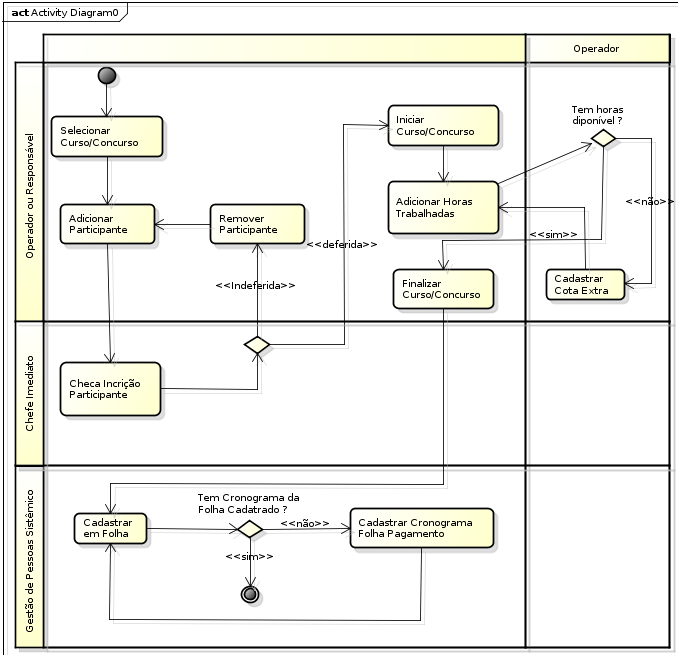 act Activity Diagram0
Operador
Operador ou Responsável
Selecionar
Curso/Concurso
Iniciar
Curso/Concurso
Tem horas
diponível ?
Adicionar
Participante
Remover
Participante
Adicionar Horas
Trabalhadas
<<não>>
<<deferida>>
<<sim>>
<<Indeferida>>
Finalizar
Curso/Concurso
Cadastrar
Cota Extra
Chefe Imediato
Checa Incrição
Participante
Gestão de Pessoas Sistêmico
Tem Cronograma da
Folha Cadatrado ?
Cadastrar
em Folha
<<não>>
Cadastrar Cronograma
Folha Pagamento
<<sim>>